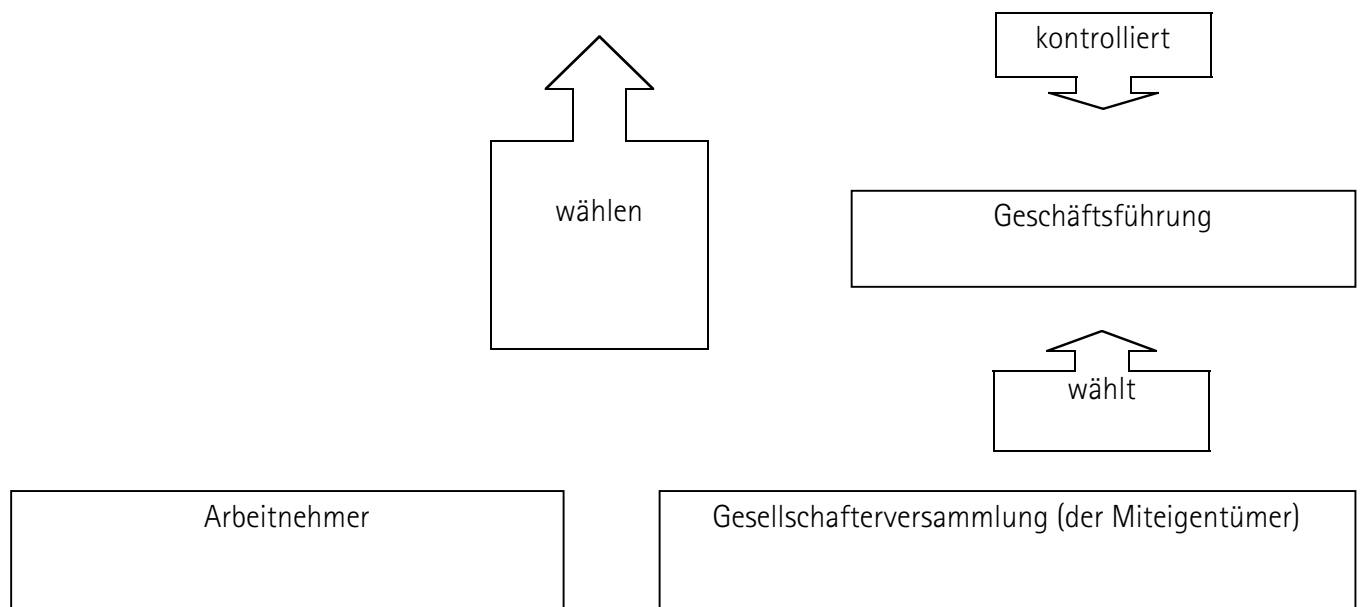 kontrolliert
wählen
Geschäftsführung
wählt
Arbeitnehmer
Gesellschafterversammlung (der Miteigentümer)